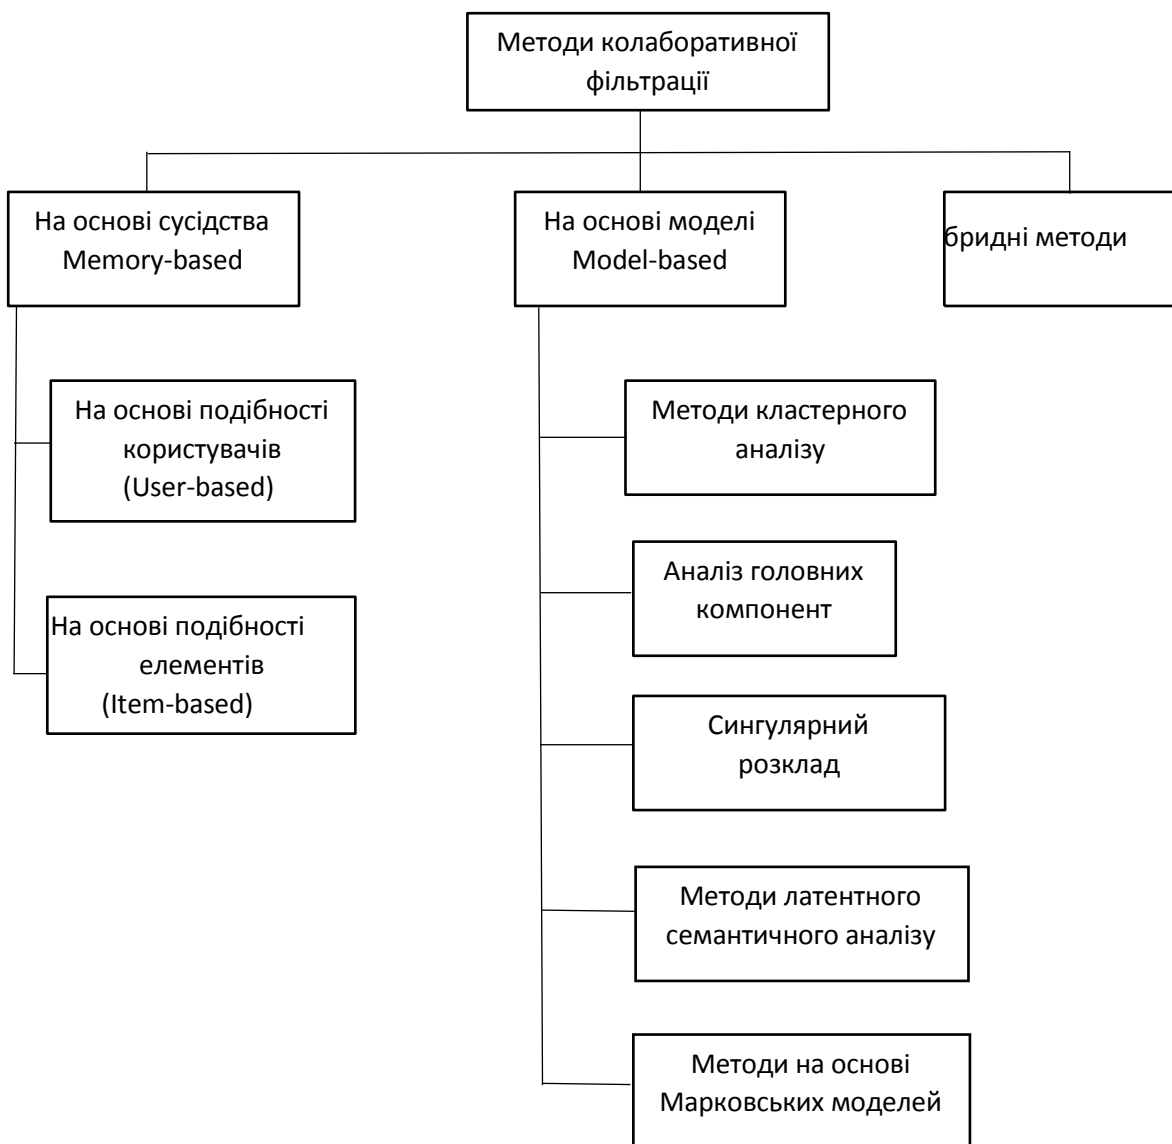 Методи колаборативної
фільтрації
На основі сусідства
Memory-based
На основі моделі
Model-based
бридні методи
На основі подібності
користувачів
(User-based)
На основі подібності
елементів
(Item-based)
Методи кластерного
аналізу
Аналіз головних
компонент
Сингулярний
розклад
Методи латентного
семантичного аналізу
Методи на основі
Марковських моделей